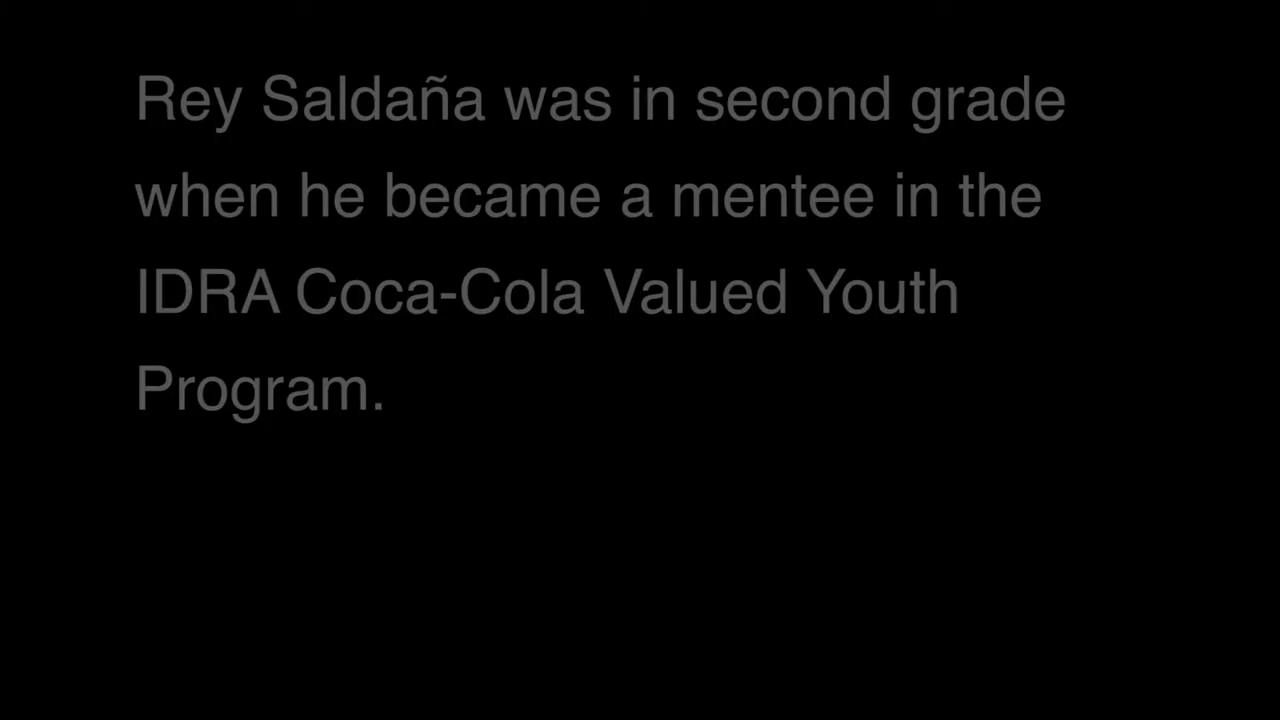 Rey Saldaña was in second grade
when he became a mentee in the
IDRA Coca-Cola Valued Youth
Program.